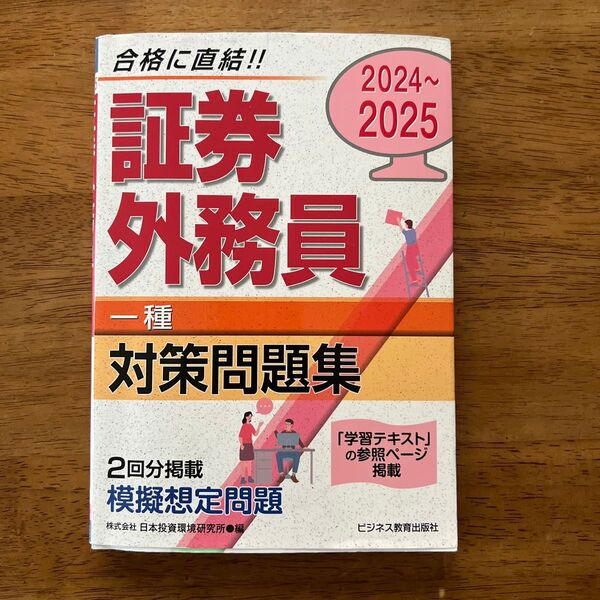 合格に直結!!
2024~
2025
証券
外務員
一種
対策問題集
「学習テキスト」
の参照ページ
掲載
2回分掲載
模擬想定問題
株式会社 日本投資環境研究所●編
ビジネス教育出版社